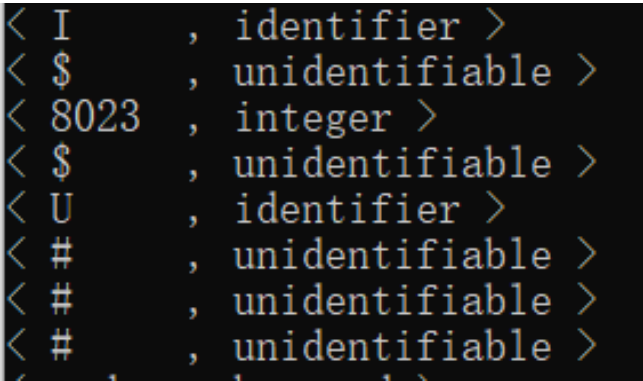 < I      , identifier >
< $      , unidentifiable >
< 8023   , integer >
< $      , unidentifiable >
< U      , identifier >
< #      , unidentifiable >
< #      , unidentifiable >
< #      , unidentifiable >